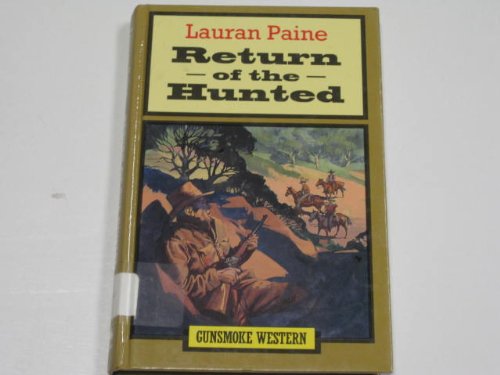 Lauran Paine
Return
— of the —
Hunted
GUNSMOKE WESTERN